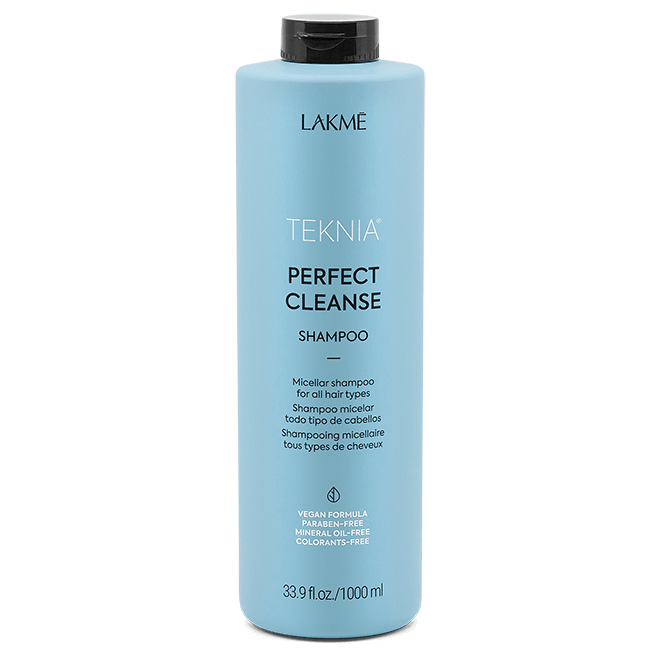 LAKMĒ
TEKNIA®
PERFECT
CLEANSE
SHAMPOO
Micellar shampoo
for all hair types
Shampoo micelar
todo tipo de cabellos
Shampooing micellaire
tous types de cheveux
VEGAN FORMULA
PARABEN-FREE
MINERAL OIL-FREE
COLORANTS-FREE
33.9 fl.oz./1000 ml